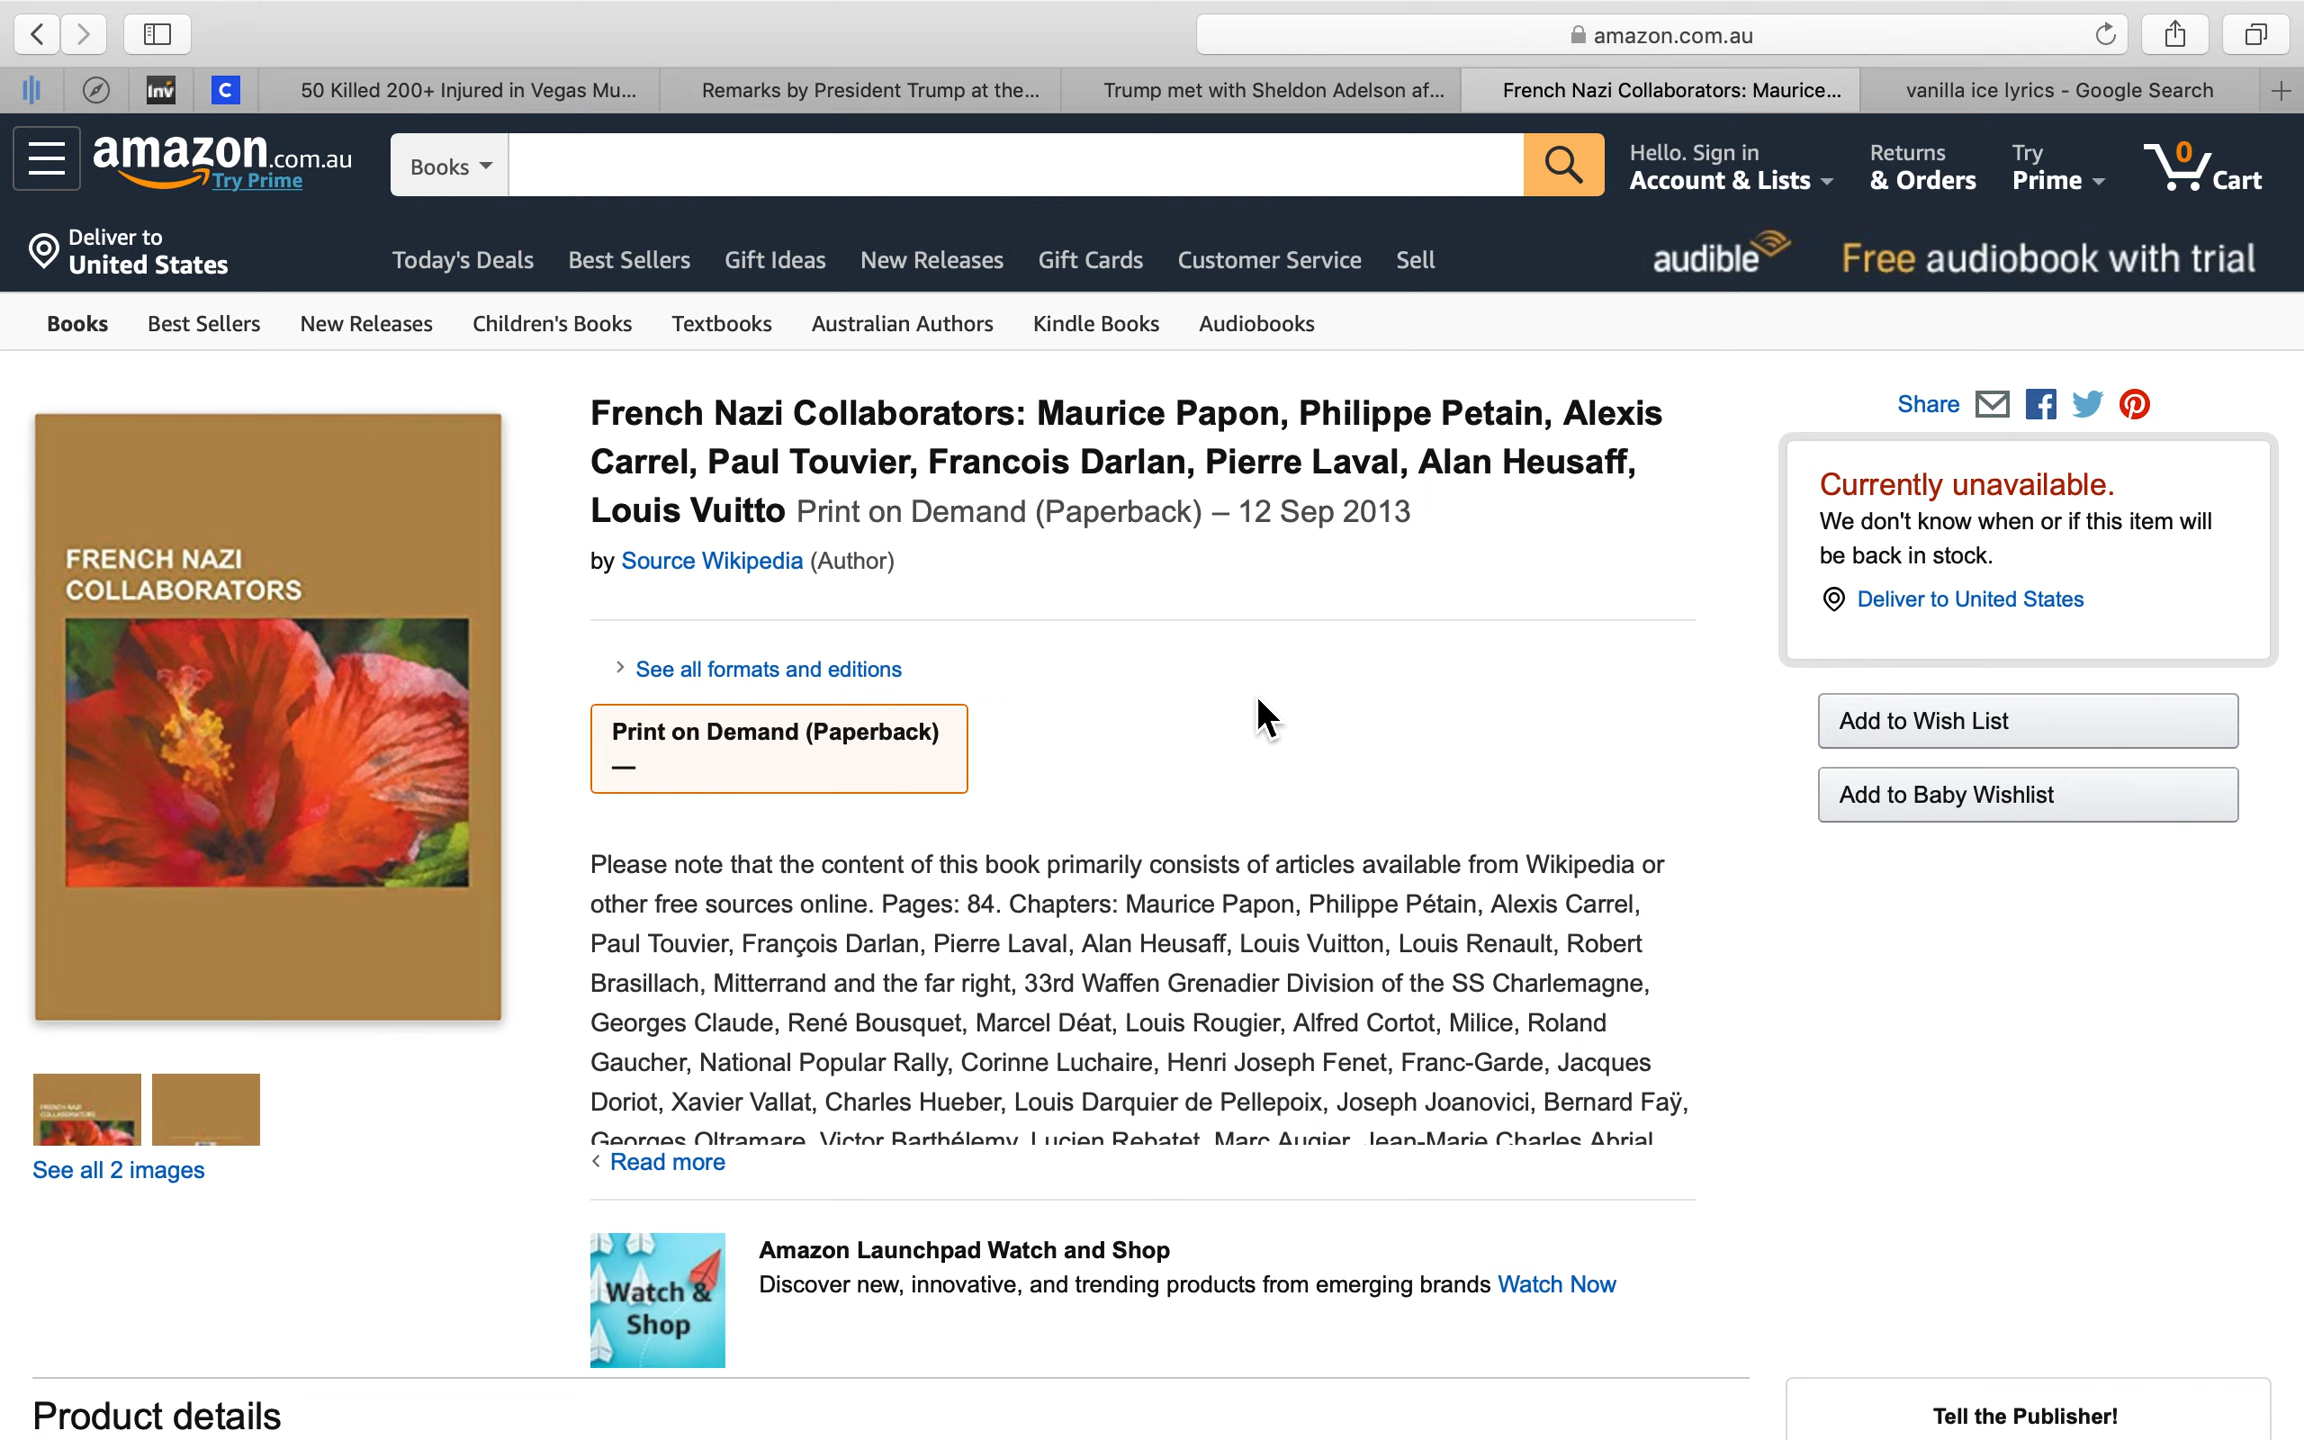 amazon.com.au
Inv
C
50 Killed 200+ Injured in Vegas Mu...
Remarks by President Trump at the...
Trump met with Sheldon Adelson af...
French Nazi Collaborators: Maurice...
vanilla ice lyrics - Google Search
amazon.com.au
Try Prime
Books
Hello. Sign in
Account & Lists
Returns
& Orders
Try
Prime
0
Cart
Deliver to
United States
Today's Deals
Best Sellers
Gift Ideas
New Releases
Gift Cards
Customer Service
Sell
audible
Free audiobook with trial
Books
Best Sellers
New Releases
Children's Books
Textbooks
Australian Authors
Kindle Books
Audiobooks
FRENCH NAZI
COLLABORATORS
See all 2 images
French Nazi Collaborators: Maurice Papon, Philippe Petain, Alexis
Carrel, Paul Touvier, Francois Darlan, Pierre Laval, Alan Heusaff,
Louis Vuitto Print on Demand (Paperback) – 12 Sep 2013
by Source Wikipedia (Author)
See all formats and editions
Print on Demand (Paperback)
—
Please note that the content of this book primarily consists of articles available from Wikipedia or
other free sources online. Pages: 84. Chapters: Maurice Papon, Philippe Pétain, Alexis Carrel,
Paul Touvier, François Darlan, Pierre Laval, Alan Heusaff, Louis Vuitton, Louis Renault, Robert
Brasillach, Mitterrand and the far right, 33rd Waffen Grenadier Division of the SS Charlemagne,
Georges Claude, René Bousquet, Marcel Déat, Louis Rougier, Alfred Cortot, Milice, Roland
Gaucher, National Popular Rally, Corinne Luchaire, Henri Joseph Fenet, Franc-Garde, Jacques
Doriot, Xavier Vallat, Charles Hueber, Louis Darquier de Pellepoix, Joseph Joanovici, Bernard Faÿ,
Georges Oltramare, Victor Barthélemy, Lucien Rebatet, Marc Augier, Jean-Marie Charles Abrial,
Read more
Watch &
Shop
Amazon Launchpad Watch and Shop
Discover new, innovative, and trending products from emerging brands Watch Now
Product details
Share
Currently unavailable.
We don't know when or if this item will
be back in stock.
Deliver to United States
Add to Wish List
Add to Baby Wishlist
Tell the Publisher!